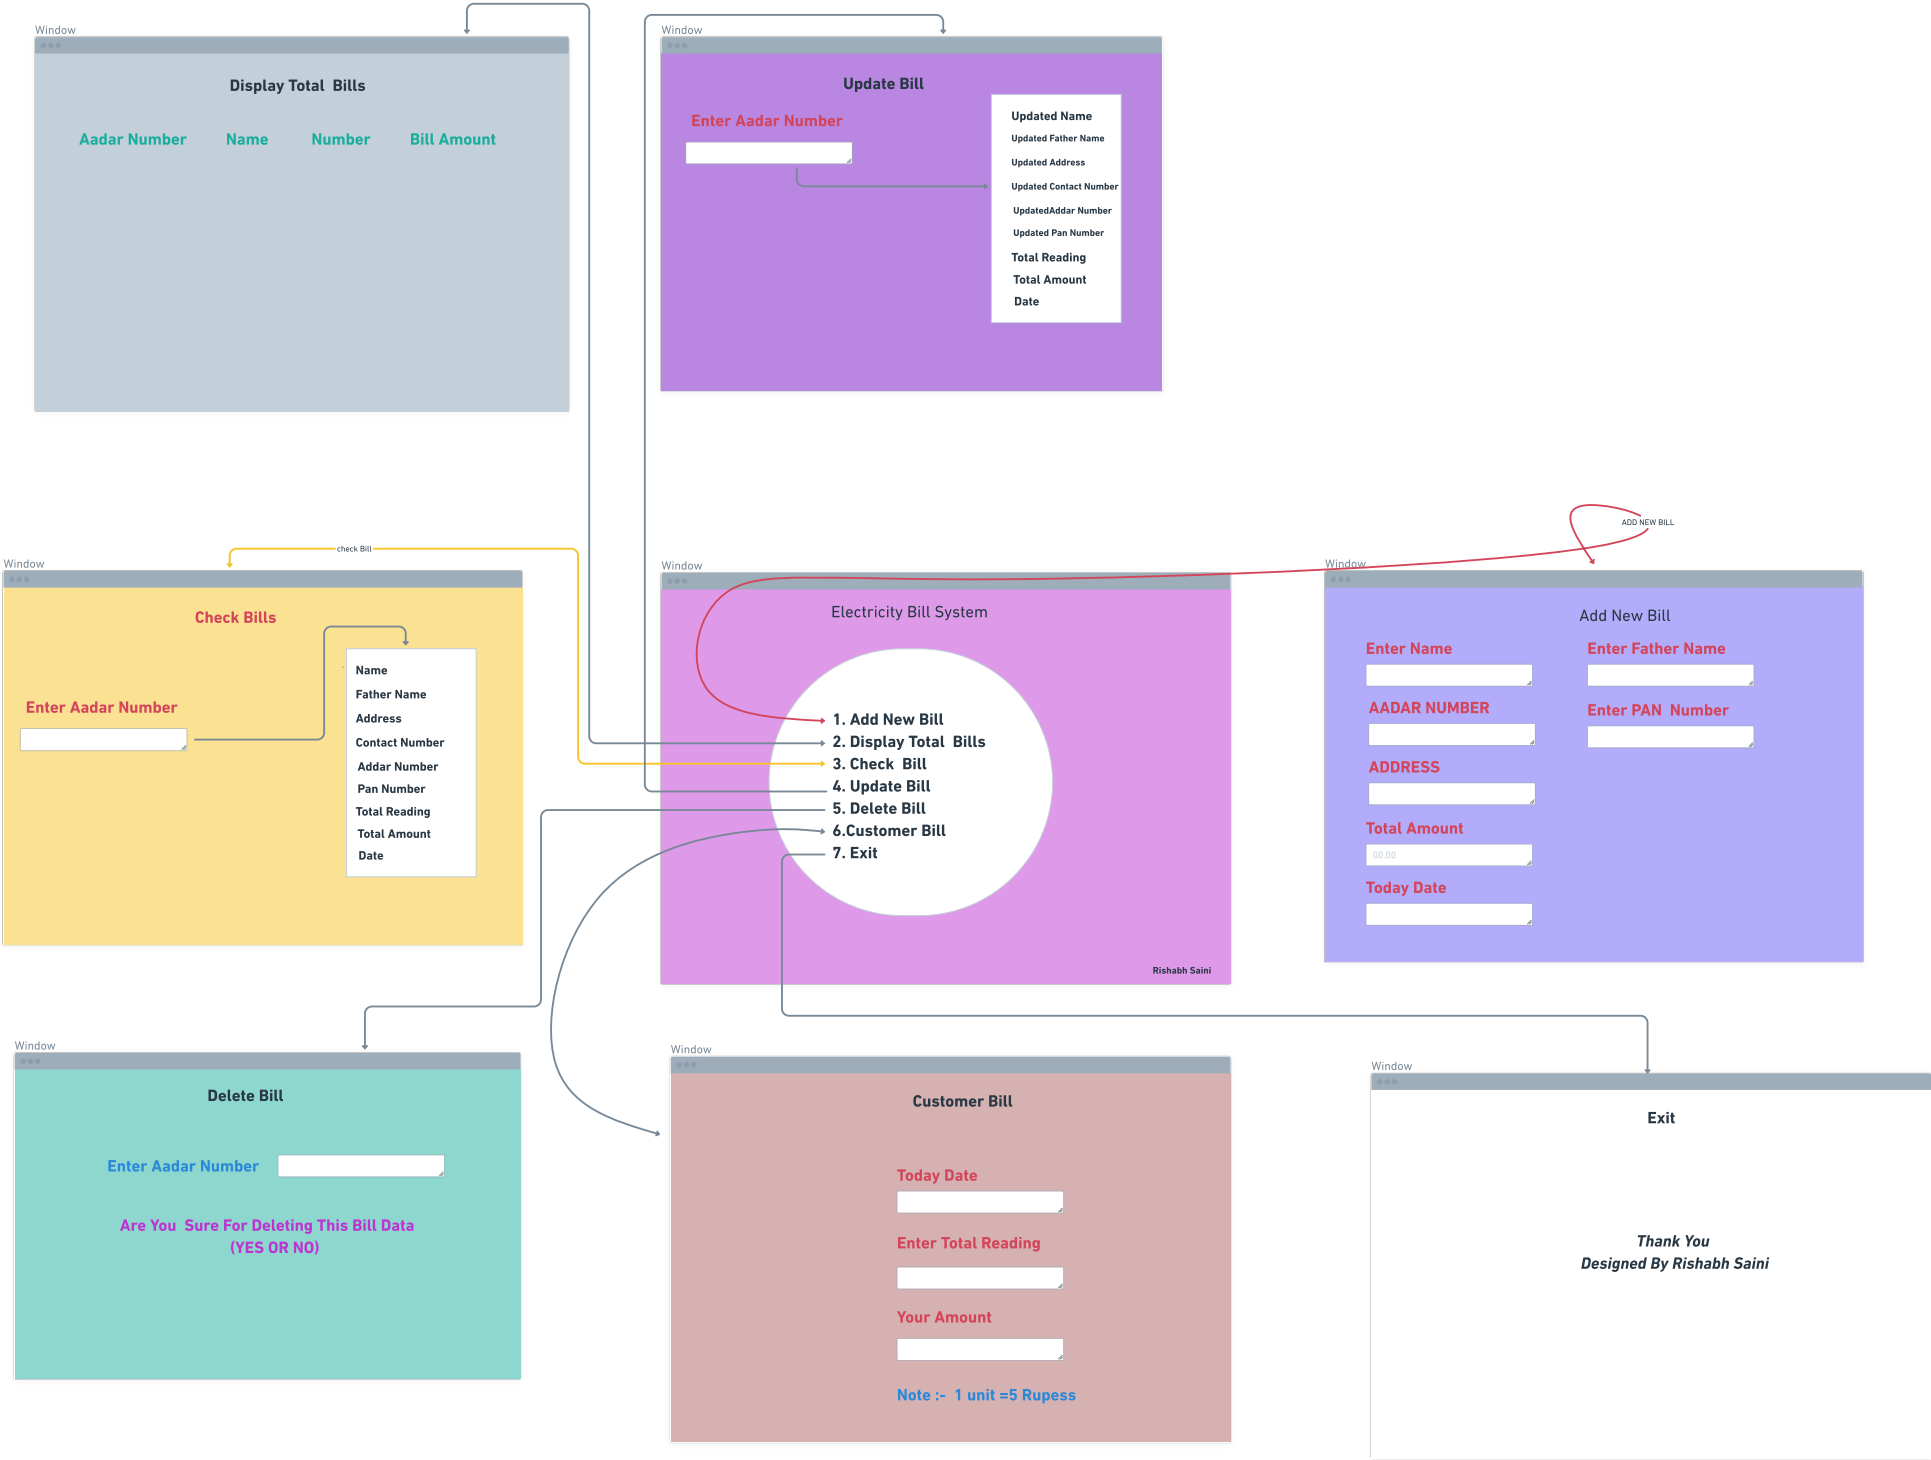 Window
Display Total Bills
Aadar Number Name Number Bill Amount
Window
Update Bill
Enter Aadar Number
Updated Name
Updated Father Name
Updated Address
Updated Contact Number
UpdatedAddar Number
Updated Pan Number
Total Reading
Total Amount
Date
check Bill
ADD NEW BILL
Window
Check Bills
Enter Aadar Number
Name
Father Name
Address
Contact Number
Addar Number
Pan Number
Total Reading
Total Amount
Date
Window
Electricity Bill System
1. Add New Bill
2. Display Total Bills
3. Check Bill
4. Update Bill
5. Delete Bill
6.Customer Bill
7. Exit
Rishabh Saini
Window
Add New Bill
Enter Name
Enter Father Name
AADAR NUMBER
Enter PAN Number
ADDRESS
Total Amount
00.00
Today Date
Window
Delete Bill
Enter Aadar Number
Are You Sure For Deleting This Bill Data
(YES OR NO)
Window
Customer Bill
Today Date
Enter Total Reading
Your Amount
Note :- 1 unit =5 Rupess
Window
Exit
Thank You
Designed By Rishabh Saini